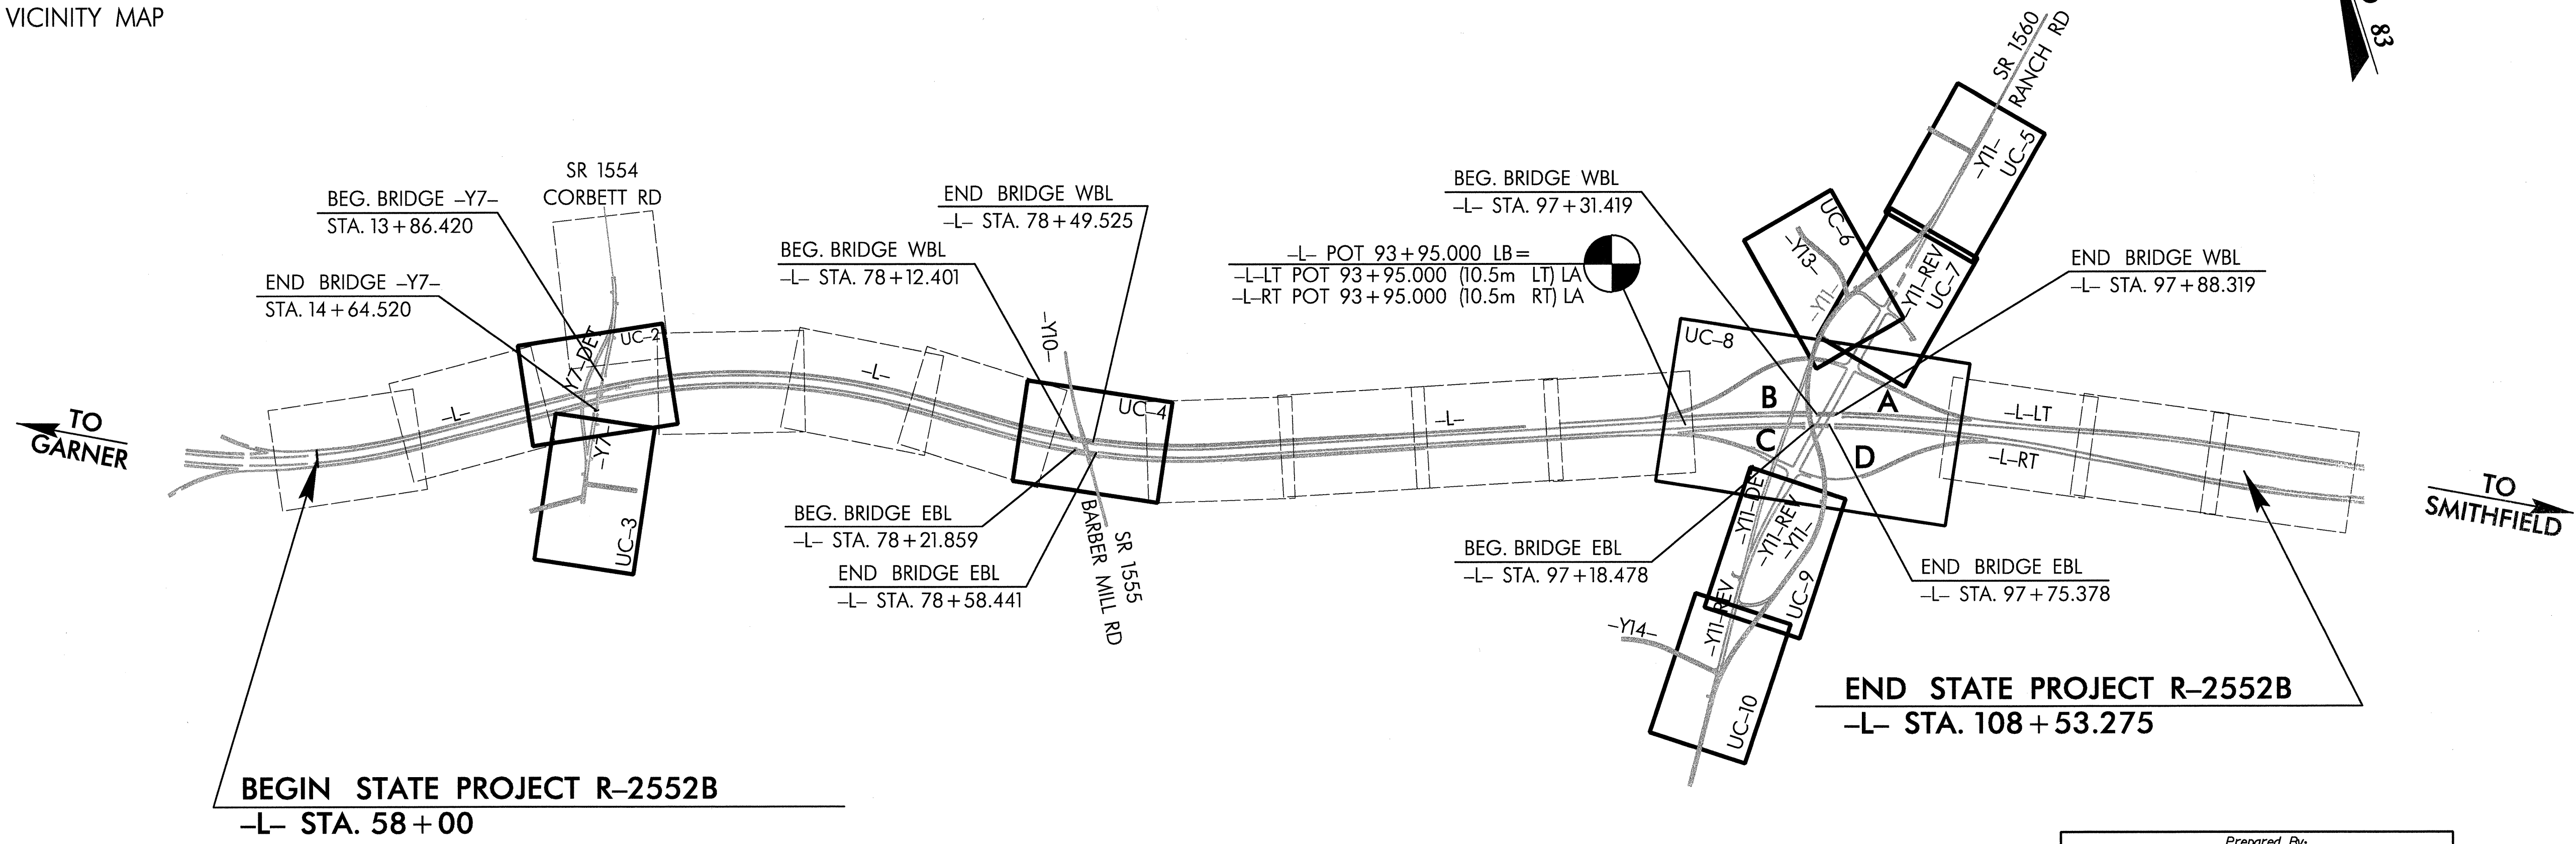 VICINITY MAP
83
SR 1560
RANCH RD
–Y11–
UC–5
SR 1554
CORBETT RD
BEG. BRIDGE –Y7–
STA. 13+86.420
END BRIDGE –Y7–
STA. 14+64.520
END BRIDGE WBL
–L– STA. 78+49.525
BEG. BRIDGE WBL
–L– STA. 78+12.401
BEG. BRIDGE WBL
–L– STA. 97+31.419
–L– POT 93+95.000 LB=
–L–LT POT 93+95.000 (10.5m LT) LA
–L–RT POT 93+95.000 (10.5m RT) LA
UC–6
–Y13–
–Y11–
–Y11–REV
UC–7
END BRIDGE WBL
–L– STA. 97+88.319
–Y7–DET
UC–2
–Y10–
UC–8
–L–
–L–
–L–
UC–4
B
A
C
D
–L–LT
–L–RT
TO
GARNER
TO
SMITHFIELD
–Y7–
UC–3
BEG. BRIDGE EBL
–L– STA. 78+21.859
END BRIDGE EBL
–L– STA. 78+58.441
SR 1555
BARBER MILL RD
BEG. BRIDGE EBL
–L– STA. 97+18.478
END BRIDGE EBL
–L– STA. 97+75.378
–Y11–DET
–Y11–REV
–Y11–
UC–9
–Y11–REV
–Y14–
UC–10
END STATE PROJECT R–2552B
–L– STA. 108+53.275
BEGIN STATE PROJECT R–2552B
–L– STA. 58+00
Prepared By: